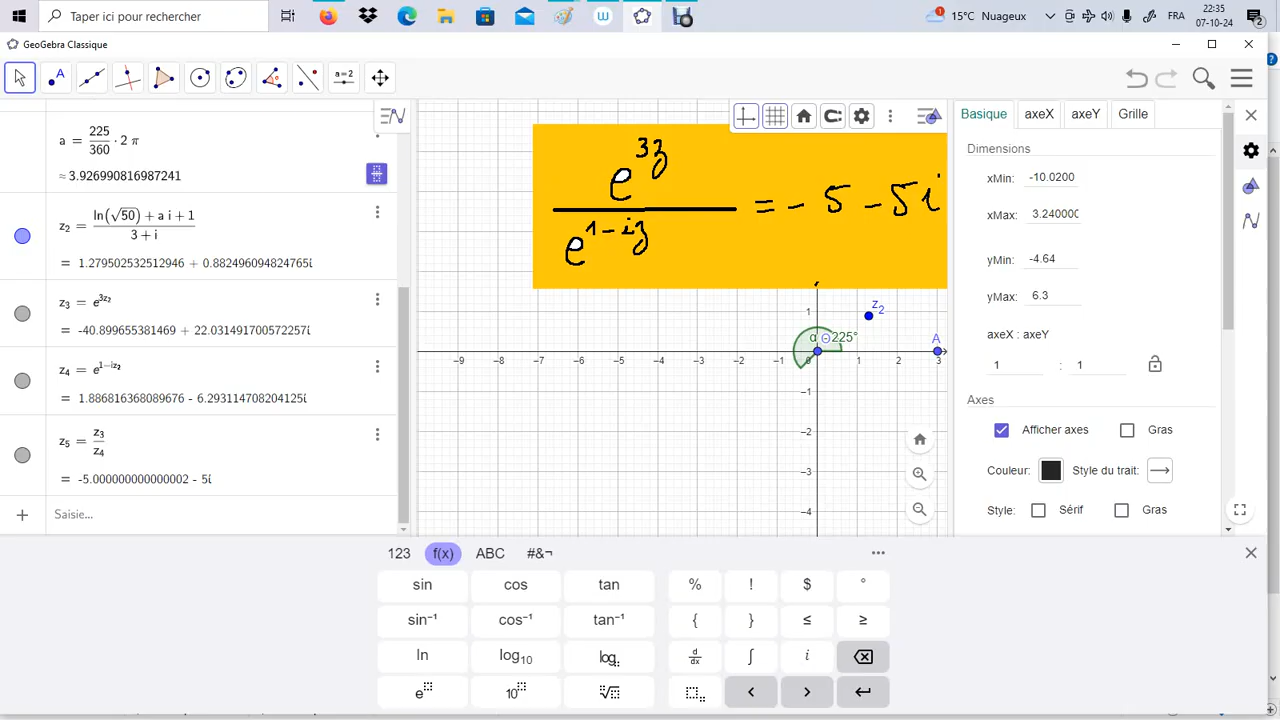 Taper ici pour rechercher
15°C Nuageux
FRA
22:35
07-10-24
2
GeoGebra Classique
a=2
a = 225/360 · 2 π
≈ 3.926990816987241
z₂ = (ln(√50) + a i + 1)/(3 + i)
= 1.279502532512946 + 0.882496094824765i
z₃ = e^(3z₂)
= -40.899655381469 + 22.031491700572257i
z₄ = e^(1-iz₂)
= 1.886816368089676 - 6.293114708204125i
z₅ = z₃/z₄
= -5.000000000000002 - 5i
Saisie...
e^(3z)/e^(1-iz) = - 5 - 5i
z₂
225°
A
1
-9 -8 -7 -6 -5 -4 -3 -2 -1 0 1 2 3
-1
-2
-3
-4
Basique axeX axeY Grille
Dimensions
xMin: -10.0200
xMax: 3.240000
yMin: -4.64
yMax: 6.3
axeX : axeY
1 : 1
Axes
Afficher axes Gras
Couleur: Style du trait:
Style: Sérif Gras
123 f(x) ABC #&¬
sin cos tan % ! $ °
sin⁻¹ cos⁻¹ tan⁻¹ { } ≤ ≥
ln log₁₀ log d/dx ∫ i
e 10 √ < >